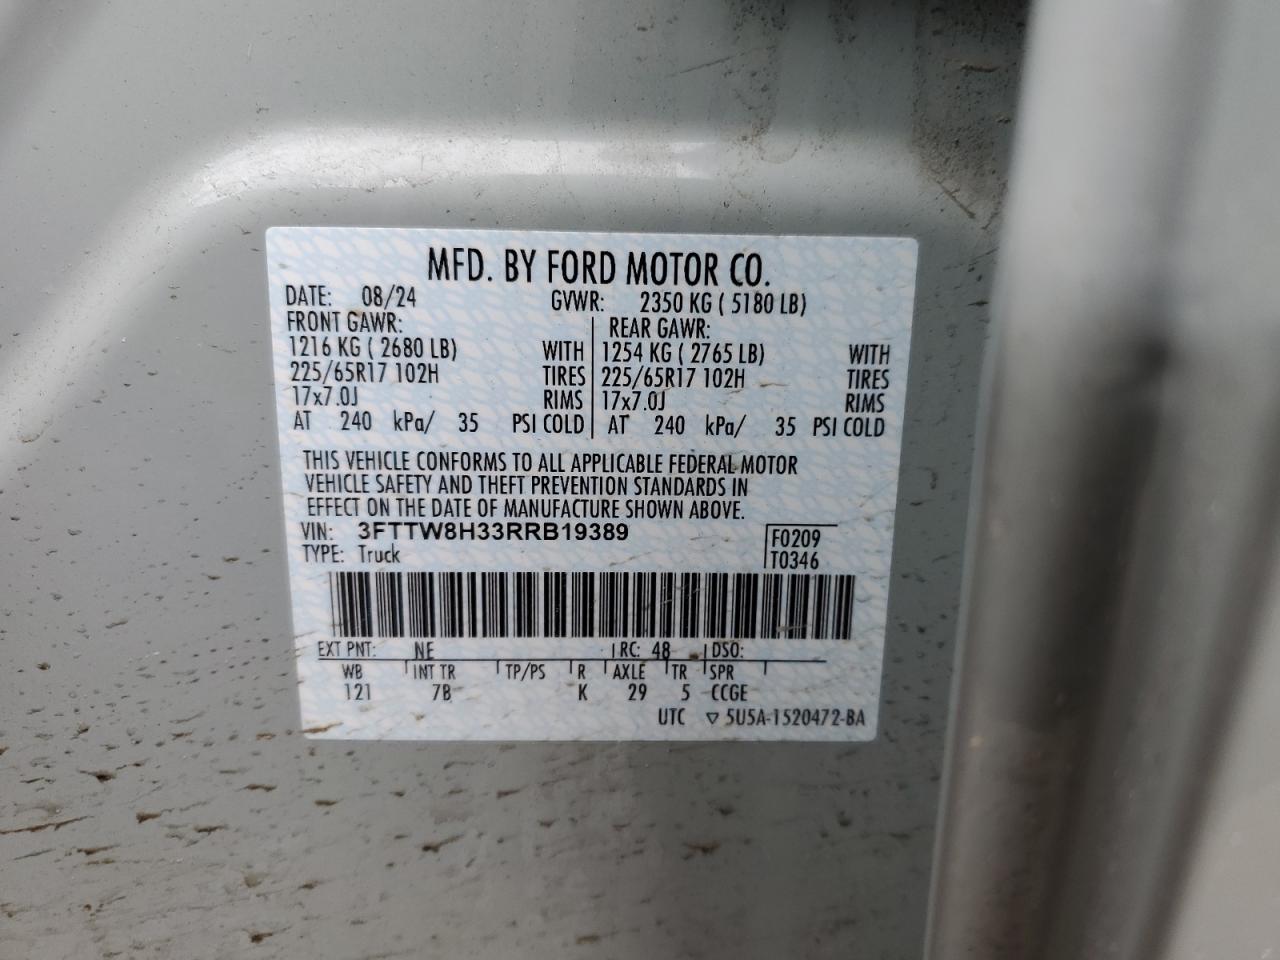 MFD. BY FORD MOTOR CO.
DATE: 08/24 GVWR: 2350 KG ( 5180 LB)
FRONT GAWR: REAR GAWR:
1216 KG ( 2680 LB) WITH 1254 KG ( 2765 LB) WITH
225/65R17 102H TIRES 225/65R17 102H TIRES
17x7.0J RIMS 17x7.0J RIMS
AT 240 kPa/ 35 PSI COLD AT 240 kPa/ 35 PSI COLD
THIS VEHICLE CONFORMS TO ALL APPLICABLE FEDERAL MOTOR
VEHICLE SAFETY AND THEFT PREVENTION STANDARDS IN
EFFECT ON THE DATE OF MANUFACTURE SHOWN ABOVE.
VIN: 3FTTW8H33RRB19389 F0209
TYPE: Truck T0346
EXT PNT: NE RC: 48 DSO:
WB INT TR TP/PS R AXLE TR SPR
121 7B K 29 5 CCGE
UTC ▽ 5U5A-1520472-BA